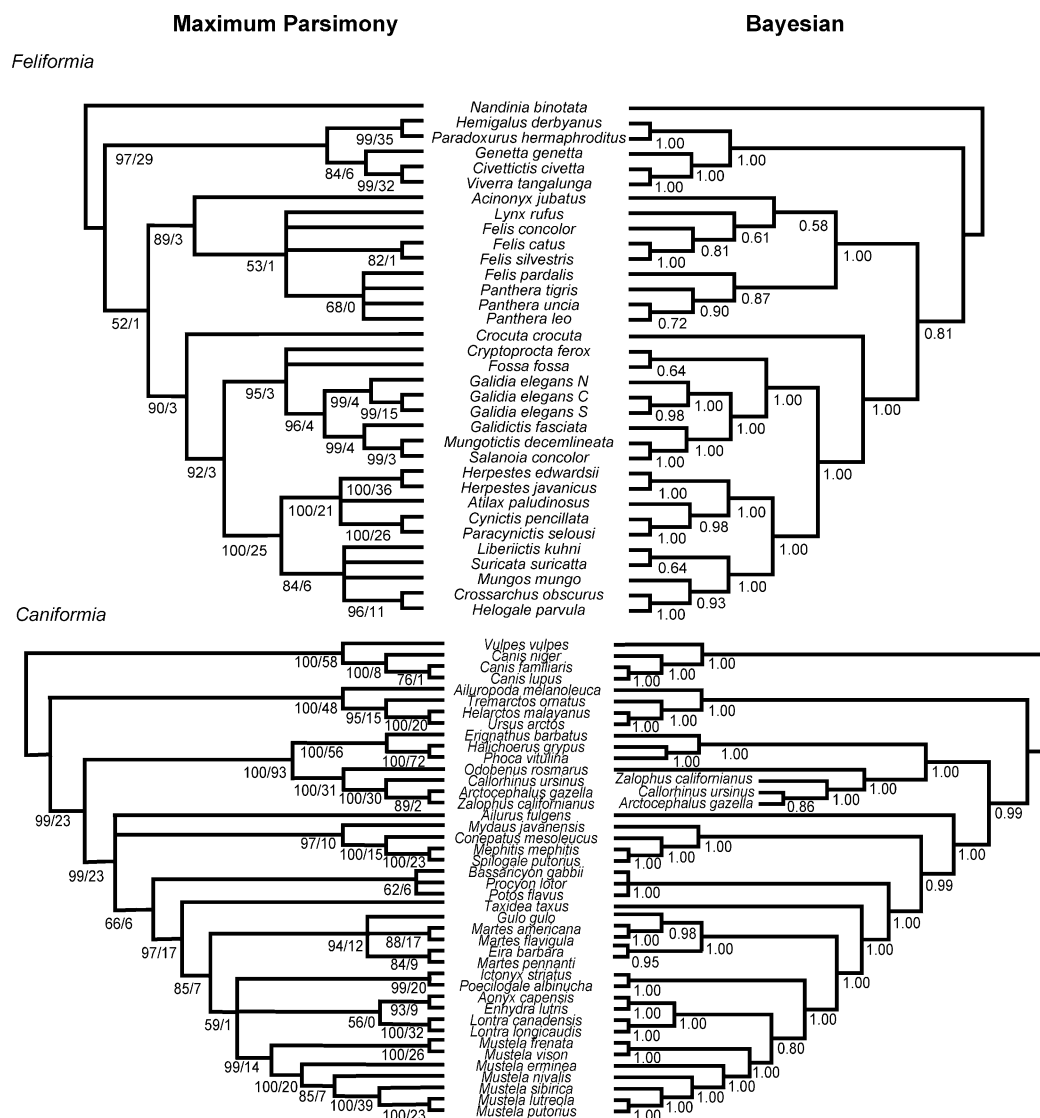 Maximum Parsimony Bayesian
Feliformia
Nandinia binotata
Hemigalus derbyanus
99/35 Paradoxurus hermaphroditus 1.00
97/29 Genetta genetta 1.00
84/6 Civettictis civetta 1.00
99/32 Viverra tangalunga 1.00
Acinonyx jubatus
Lynx rufus 0.58
89/3 Felis concolor 0.81 0.61
Felis catus 1.00
53/1 82/1 Felis silvestris 1.00
Felis pardalis
Panthera tigris 0.87
68/0 Panthera uncia 0.90
52/1 Panthera leo 0.72 0.81
Crocuta crocuta
Cryptoprocta ferox
Fossa fossa 0.64
95/3 Galidia elegans N
99/4 Galidia elegans C 1.00
90/3 99/15 Galidia elegans S 0.98 1.00
96/4 Galidictis fasciata 1.00
99/4 Mungotictis decemlineata 1.00
99/3 Salanoia concolor 1.00
92/3 Herpestes edwardsii 1.00
100/36 Herpestes javanicus 1.00
100/21 Atilax paludinosus 1.00
Cynictis pencillata 0.98
100/26 Paracynictis selousi 1.00
100/25 Liberiictis kuhni 1.00
Suricata suricatta 0.64
84/6 Mungos mungo 1.00
Crossarchus obscurus 0.93
96/11 Helogale parvula 1.00
Caniformia
Vulpes vulpes
100/58 Canis niger 1.00
100/8 Canis familiaris 1.00
76/1 Canis lupus 1.00
Ailuropoda melanoleuca
100/48 Tremarctos ornatus 1.00
95/15 Helarctos malayanus 1.00
100/20 Ursus arctos 1.00
Erignathus barbatus
100/56 Halichoerus grypus 1.00
100/72 Phoca vitulina 1.00
100/93 Odobenus rosmarus 1.00
100/31 Callorhinus ursinus Zalophus californianus 1.00
100/30 Arctocephalus gazella Callorhinus ursinus 1.00
89/2 Zalophus californianus Arctocephalus gazella 0.86
99/23 Ailurus fulgens 0.99
Mydaus javanensis
97/10 Conepatus mesoleucus 1.00
100/15 Mephitis mephitis 1.00 1.00
100/23 Spilogale putorius 1.00
99/23 Bassaricyon gabbii 0.99
62/6 Procyon lotor 1.00
Potos flavus
66/6 Taxidea taxus 1.00
Gulo gulo
Martes americana 1.00 0.98
97/17 94/12 88/17 Martes flavigula 1.00 1.00
Eira barbara
84/9 Martes pennanti 0.95
85/7 Ictonyx striatus 1.00
99/20 Poecilogale albinucha 1.00
Aonyx capensis
93/9 Enhydra lutris 1.00 1.00
59/1 56/0 Lontra canadensis 1.00
100/32 Lontra longicaudis 1.00
Mustela frenata 0.80
100/26 Mustela vison 1.00
99/14 Mustela erminea 1.00
100/20 Mustela nivalis 1.00
85/7 Mustela sibirica 1.00
100/39 Mustela lutreola 1.00
100/23 Mustela putorius 1.00